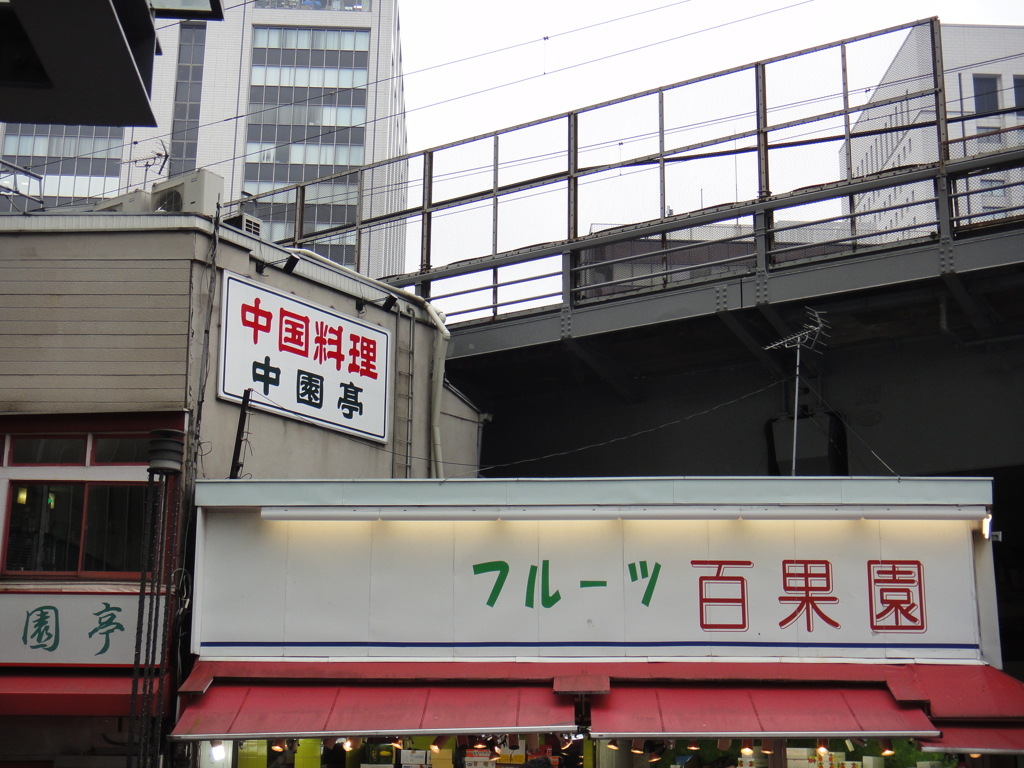 中国料理
中園亭
園亭
フルーツ 百果園